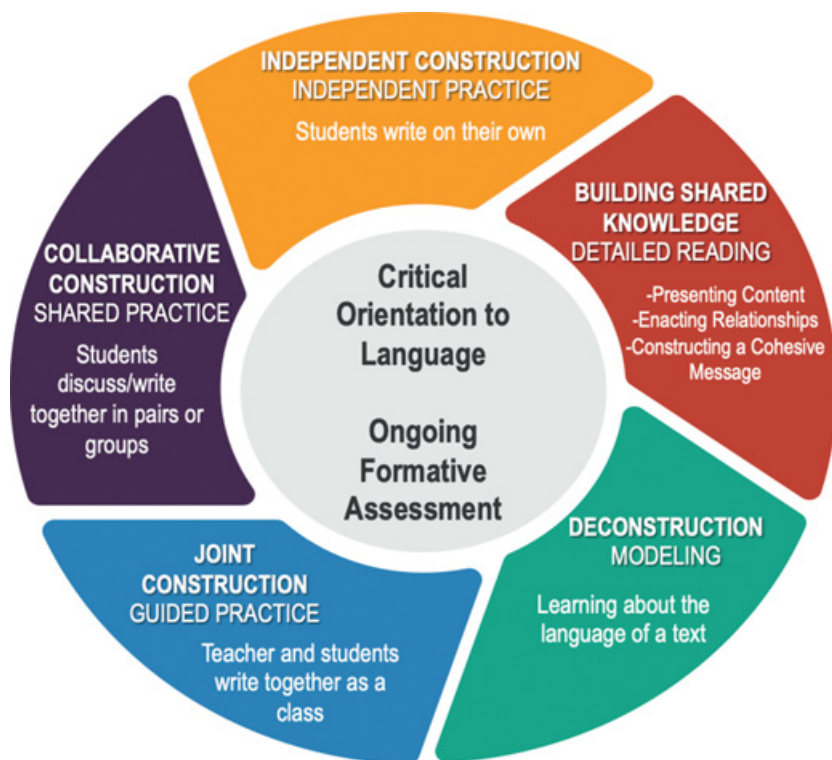 INDEPENDENT CONSTRUCTION
INDEPENDENT PRACTICE
Students write on their own
BUILDING SHARED
KNOWLEDGE
DETAILED READING
-Presenting Content
-Enacting Relationships
-Constructing a Cohesive
Message
DECONSTRUCTION
MODELING
Learning about the
language of a text
JOINT
CONSTRUCTION
GUIDED PRACTICE
Teacher and students
write together as a
class
COLLABORATIVE
CONSTRUCTION
SHARED PRACTICE
Students
discuss/write
together in pairs or
groups
Critical
Orientation to
Language
Ongoing
Formative
Assessment